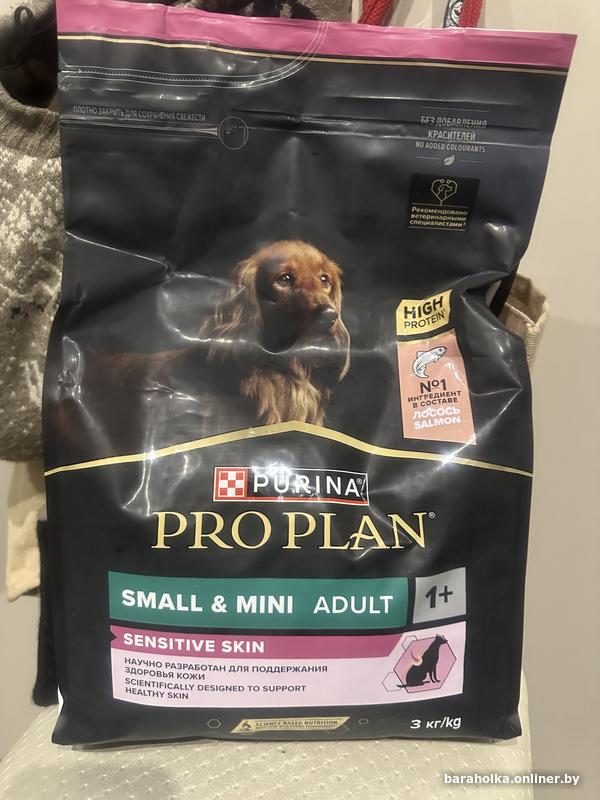 ПЛОТНО ЗАКРЫТЬ ДЛЯ СОХРАНЕНИЯ СВЕЖЕСТИ
БЕЗ ДОБАВЛЕНИЯ
КРАСИТЕЛЕЙ
NO ADDED COLOURANTS
Рекомендовано
ветеринарными
специалистами
HIGH
PROTEIN
№1
ИНГРЕДИЕНТ
В СОСТАВЕ
ЛОСОСЬ
SALMON
PURINA®
PRO PLAN®
SMALL & MINI ADULT 1+
SENSITIVE SKIN
НАУЧНО РАЗРАБОТАН ДЛЯ ПОДДЕРЖАНИЯ
ЗДОРОВЬЯ КОЖИ
SCIENTIFICALLY DESIGNED TO SUPPORT
HEALTHY SKIN
SCIENCE BASED NUTRITION
3 кг/kg
baraholka.onliner.by